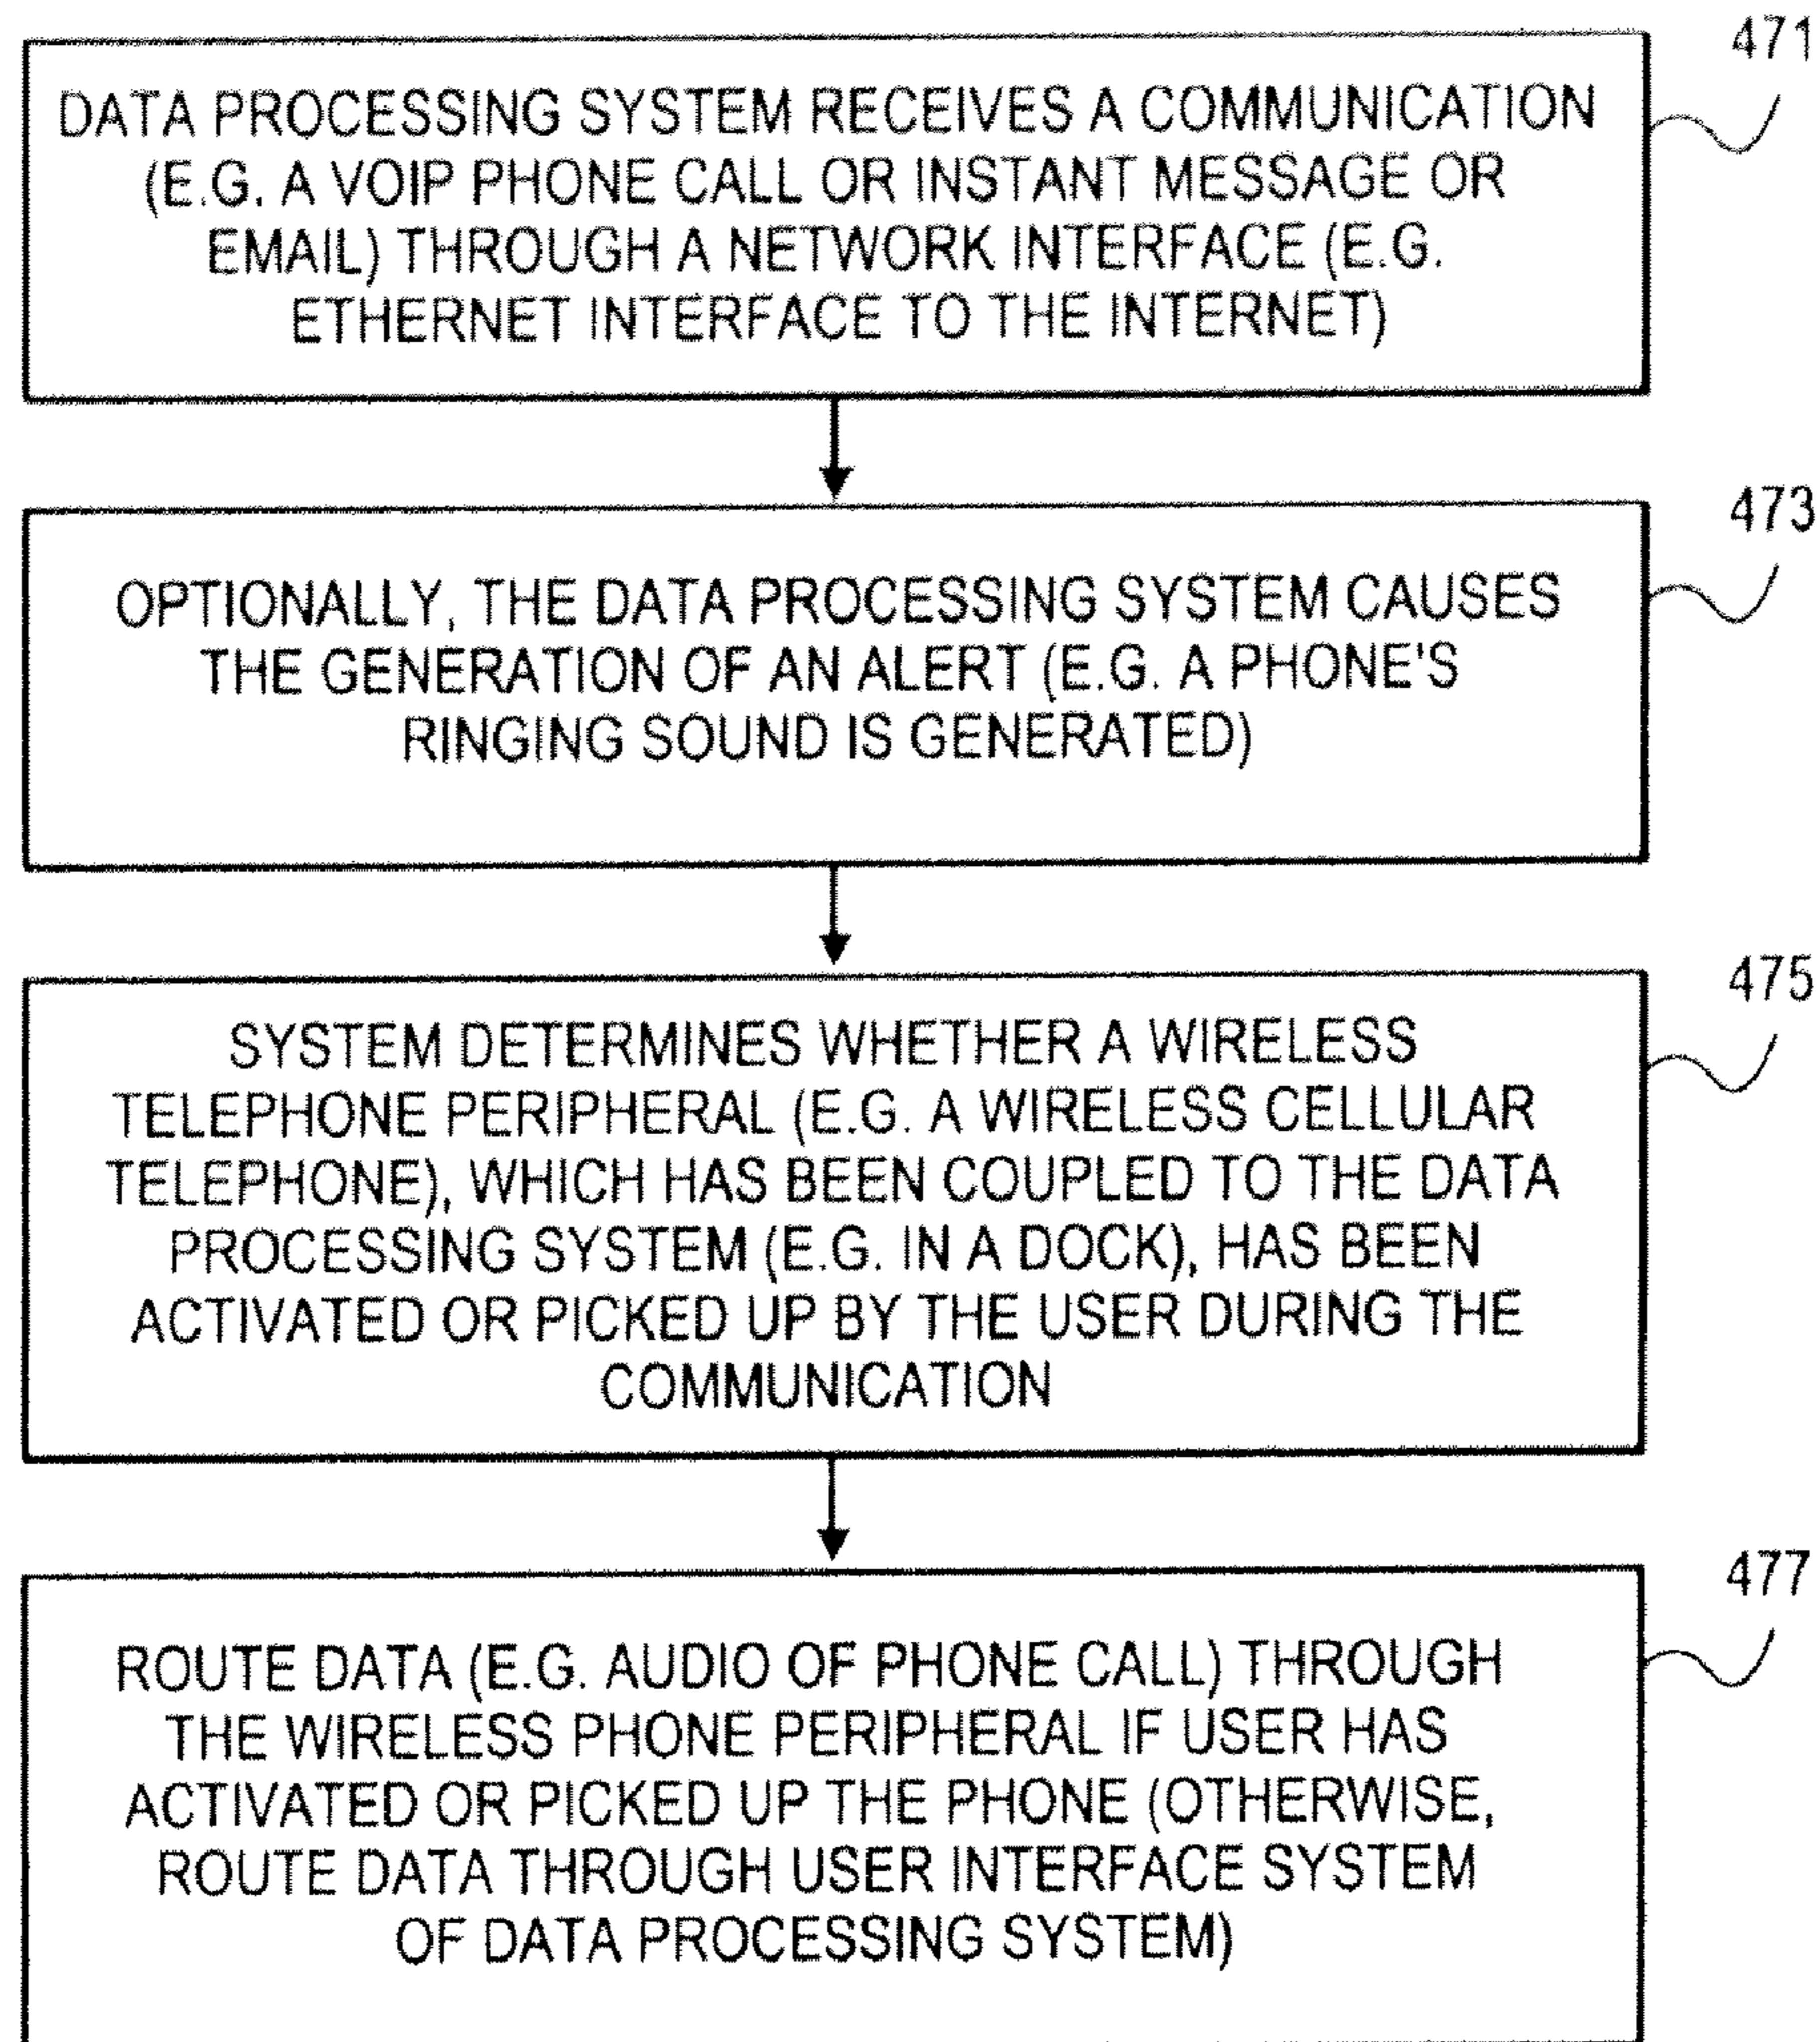 471
DATA PROCESSING SYSTEM RECEIVES A COMMUNICATION
(E.G. A VOIP PHONE CALL OR INSTANT MESSAGE OR
EMAIL) THROUGH A NETWORK INTERFACE (E.G.
ETHERNET INTERFACE TO THE INTERNET)
473
OPTIONALLY, THE DATA PROCESSING SYSTEM CAUSES
THE GENERATION OF AN ALERT (E.G. A PHONE'S
RINGING SOUND IS GENERATED)
475
SYSTEM DETERMINES WHETHER A WIRELESS
TELEPHONE PERIPHERAL (E.G. A WIRELESS CELLULAR
TELEPHONE), WHICH HAS BEEN COUPLED TO THE DATA
PROCESSING SYSTEM (E.G. IN A DOCK), HAS BEEN
ACTIVATED OR PICKED UP BY THE USER DURING THE
COMMUNICATION
477
ROUTE DATA (E.G. AUDIO OF PHONE CALL) THROUGH
THE WIRELESS PHONE PERIPHERAL IF USER HAS
ACTIVATED OR PICKED UP THE PHONE (OTHERWISE,
ROUTE DATA THROUGH USER INTERFACE SYSTEM
OF DATA PROCESSING SYSTEM)